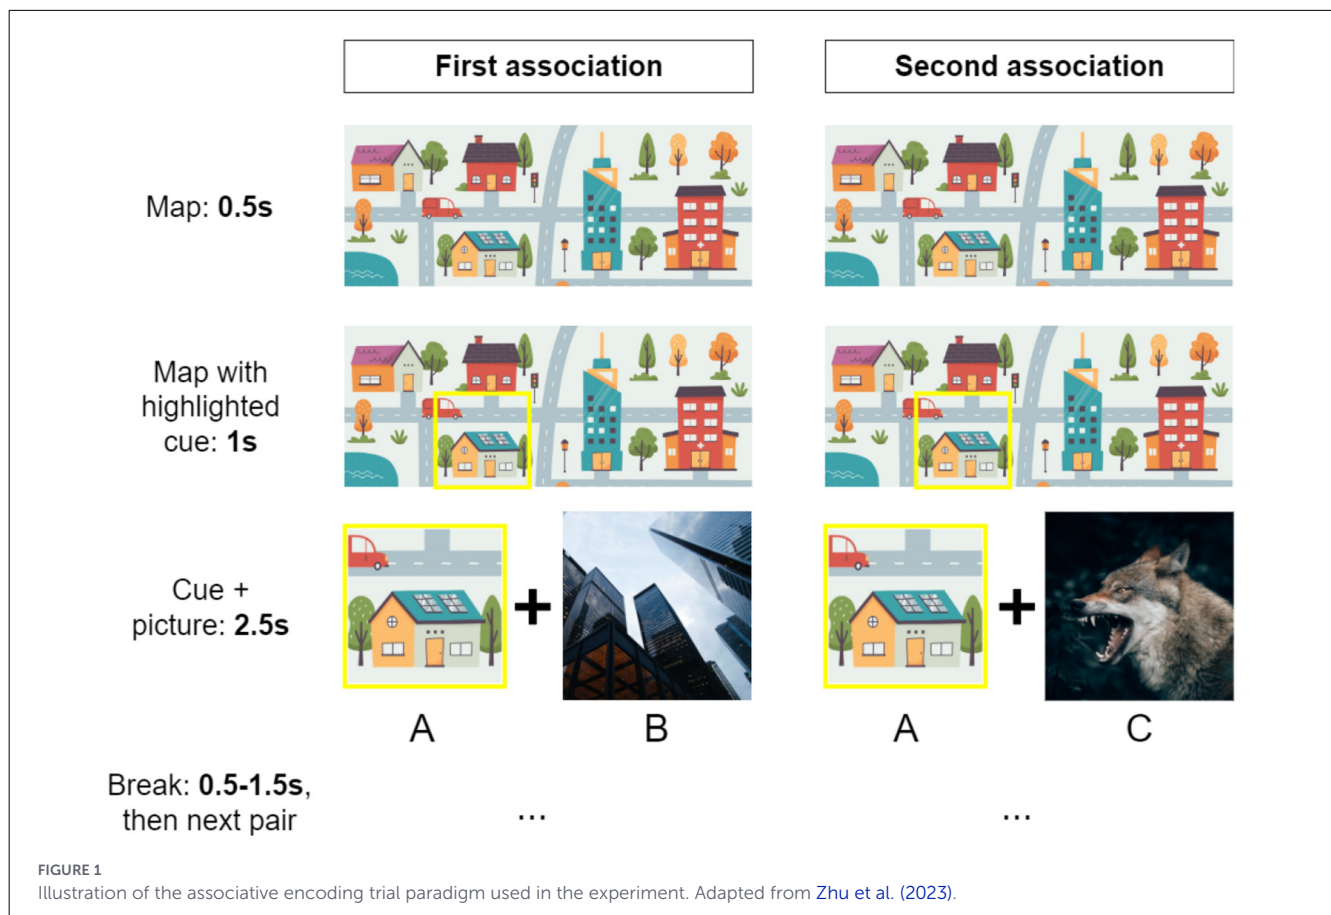 First association
Second association
Map: 0.5s
Map with
highlighted
cue: 1s
Cue +
picture: 2.5s
+
+
A
B
A
C
Break: 0.5-1.5s,
then next pair
...
...
FIGURE 1
Illustration of the associative encoding trial paradigm used in the experiment. Adapted from Zhu et al. (2023).